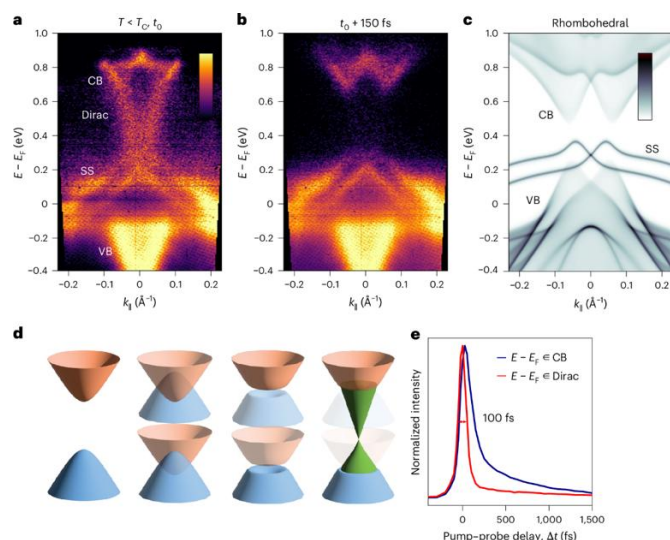 a
T < T_C, t_0
b
t_0 + 150 fs
c
Rhombohedral
1.0
0.8
0.6
0.4
0.2
0
−0.2
−0.4
E − E_F (eV)
CB
Dirac
SS
VB
−0.2
−0.1
0
0.1
0.2
k_∥ (Å⁻¹)
1.0
0.8
0.6
0.4
0.2
0
−0.2
−0.4
E − E_F (eV)
−0.2
−0.1
0
0.1
0.2
k_∥ (Å⁻¹)
1.0
0.8
0.6
0.4
0.2
0
−0.2
−0.4
E − E_F (eV)
CB
SS
VB
−0.2
−0.1
0
0.1
0.2
k_∥ (Å⁻¹)
d
e
Normalized intensity
E − E_F ∈ CB
E − E_F ∈ Dirac
100 fs
0
500
1,000
1,500
Pump–probe delay, Δt (fs)